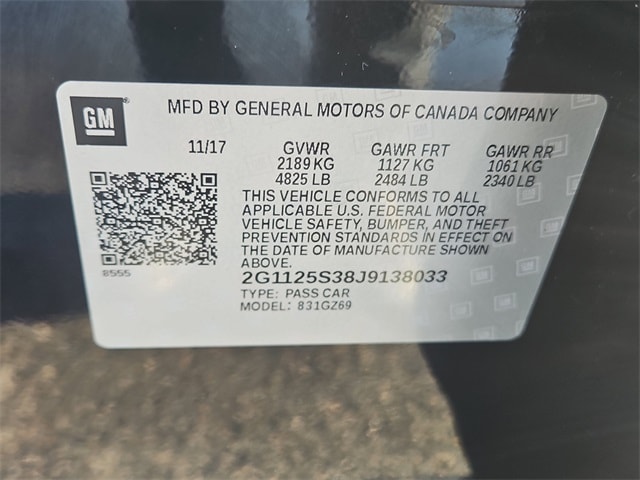 GM
MFD BY GENERAL MOTORS OF CANADA COMPANY
11/17 GVWR GAWR FRT GAWR RR
2189 KG 1127 KG 1061 KG
4825 LB 2484 LB 2340 LB
THIS VEHICLE CONFORMS TO ALL
APPLICABLE U.S. FEDERAL MOTOR
VEHICLE SAFETY, BUMPER, AND THEFT
PREVENTION STANDARDS IN EFFECT ON
THE DATE OF MANUFACTURE SHOWN
ABOVE.
8555
2G1125S38J9138033
TYPE: PASS CAR
MODEL: 831GZ69